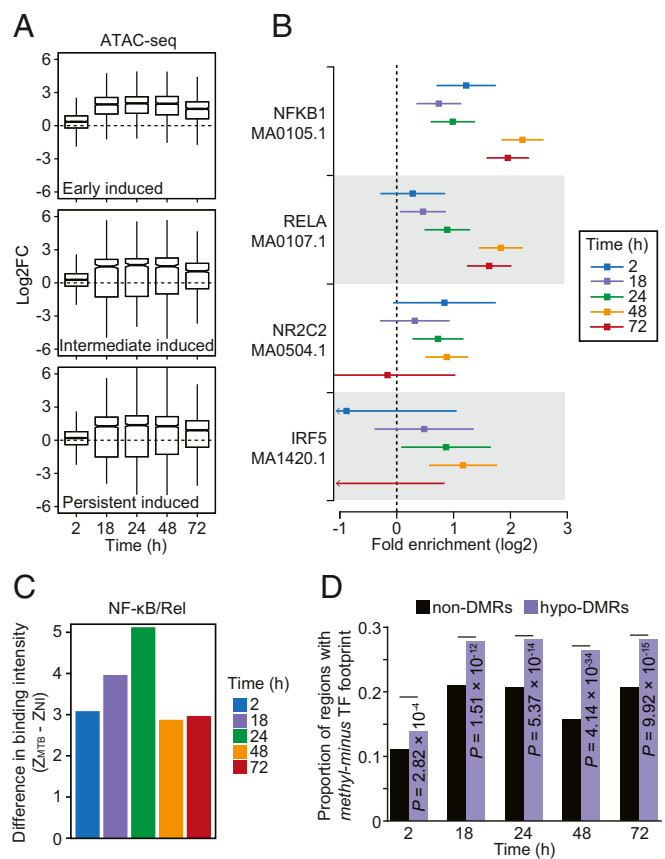 A
ATAC-seq
6
3
0
-3
-6
Early induced
6
3
0
-3
-6
Intermediate induced
6
3
0
-3
-6
Persistent induced
Log2FC
2 18 24 48 72
Time (h)
B
NFKB1
MA0105.1
RELA
MA0107.1
NR2C2
MA0504.1
IRF5
MA1420.1
-1 0 1 2 3
Fold enrichment (log2)
Time (h)
2
18
24
48
72
C
NF-κB/Rel
Difference in binding intensity
(ZMTB - ZNI)
5
4
3
2
1
0
Time (h)
2
18
24
48
72
D
non-DMRs hypo-DMRs
Proportion of regions with
methyl-minus TF footprint
0.3
0.2
0.1
0
P = 2.82 × 10-4
P = 1.51 × 10-12
P = 5.37 × 10-14
P = 4.14 × 10-34
P = 9.92 × 10-15
2 18 24 48 72
Time (h)